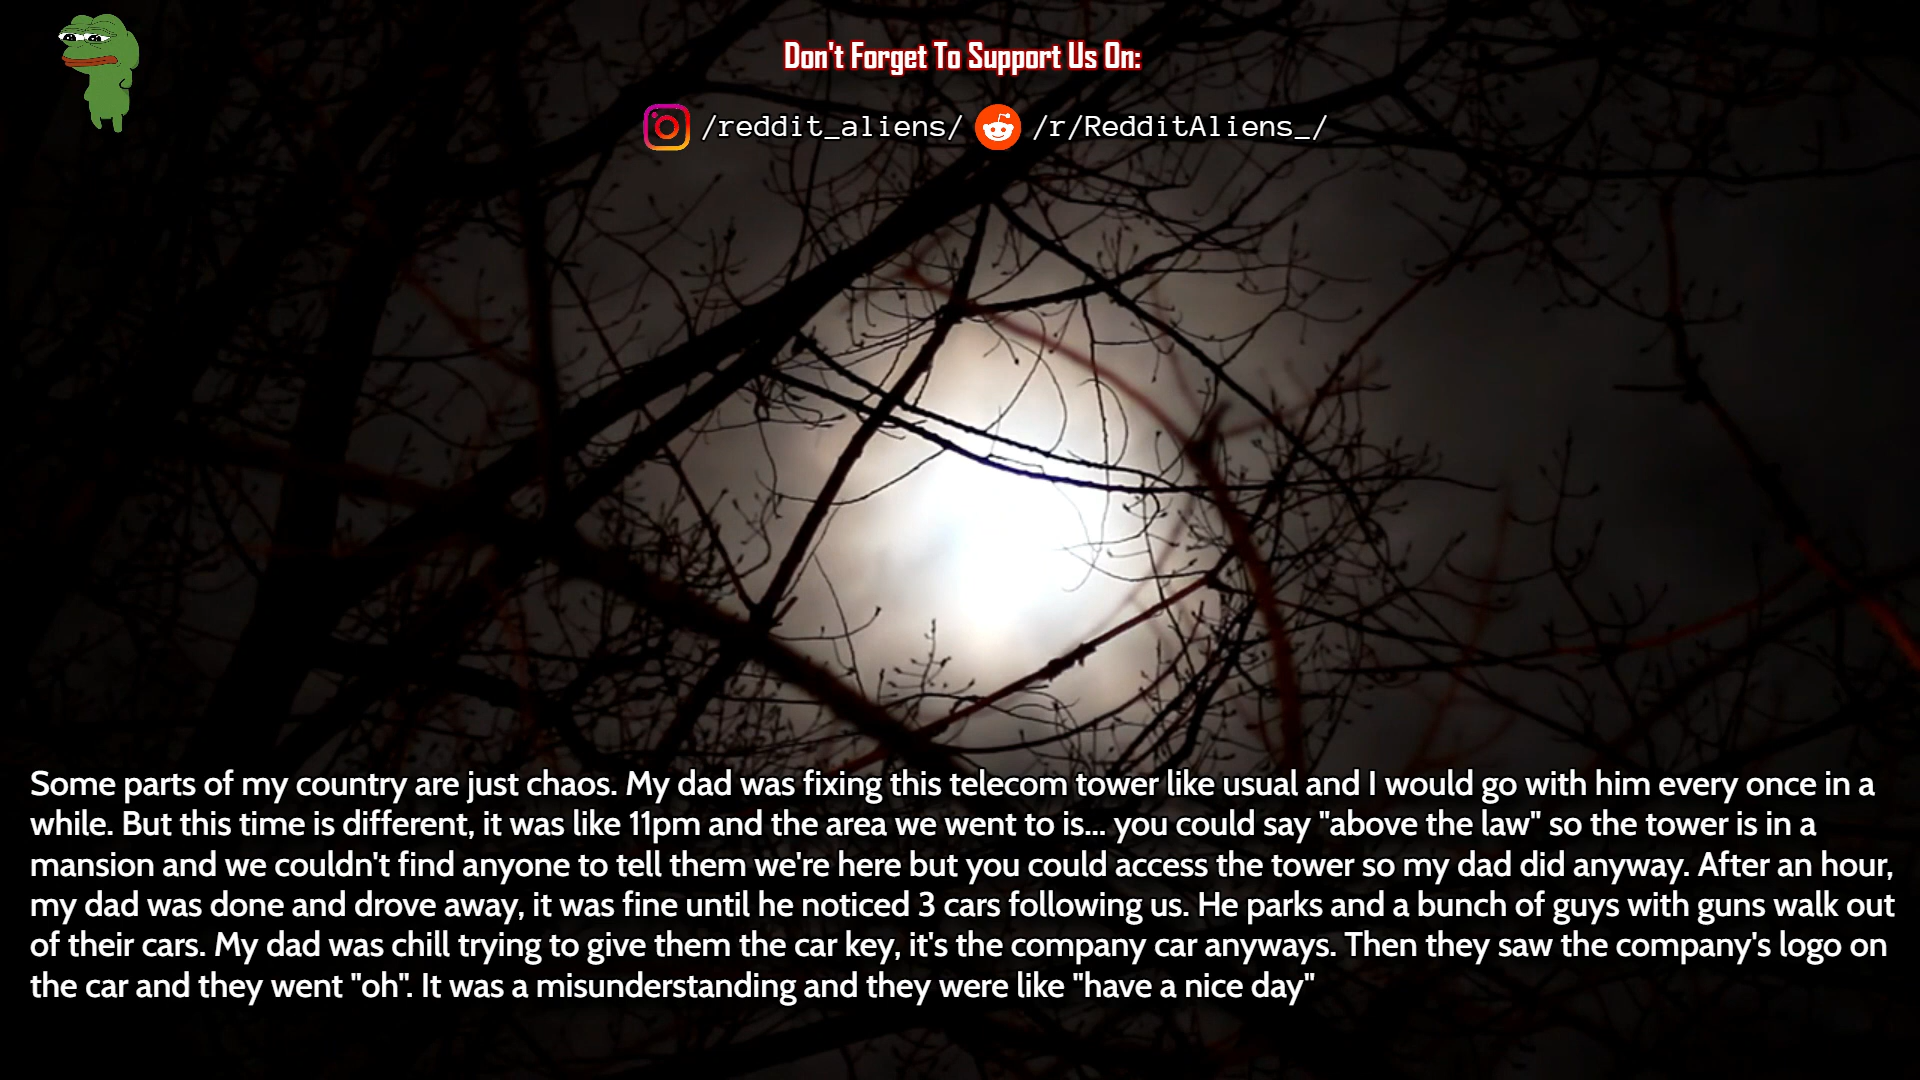 Don't Forget To Support Us On:
/reddit_aliens/ /r/RedditAliens_/
Some parts of my country are just chaos. My dad was fixing this telecom tower like usual and I would go with him every once in a
while. But this time is different, it was like 11pm and the area we went to is... you could say "above the law" so the tower is in a
mansion and we couldn't find anyone to tell them we're here but you could access the tower so my dad did anyway. After an hour,
my dad was done and drove away, it was fine until he noticed 3 cars following us. He parks and a bunch of guys with guns walk out
of their cars. My dad was chill trying to give them the car key, it's the company car anyways. Then they saw the company's logo on
the car and they went "oh". It was a misunderstanding and they were like "have a nice day"